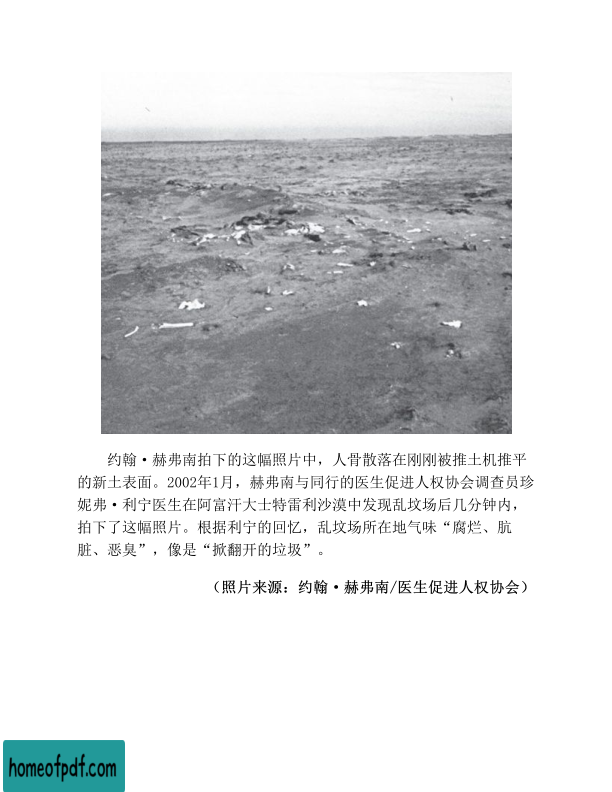 约翰·赫弗南拍下的这幅照片中，人骨散落在刚刚被推土机推平
的新土表面。2002年1月，赫弗南与同行的医生促进人权协会调查员珍
妮弗·利宁医生在阿富汗大士特雷利沙漠中发现乱坟场后几分钟内，
拍下了这幅照片。根据利宁的回忆，乱坟场所在地气味“腐烂、肮
脏、恶臭”，像是“掀翻开的垃圾”。
（照片来源：约翰·赫弗南/医生促进人权协会）
homeofpdf.com